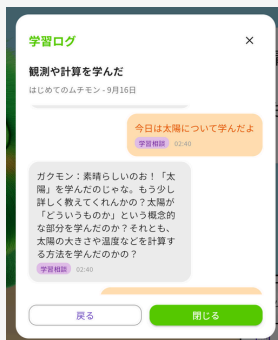 学習ログ
×
観測や計算を学んだ
はじめてのムチモン - 9月16日
今日は太陽について学んだよ
学習相談 02:40
ガクモン：素晴らしいのお！「太
陽」を学んだのじゃな。もう少し
詳しく教えてくれんかの？太陽が
「どういうものか」という概念的
な部分を学んだのか？それとも、
太陽の大きさや温度などを計算す
る方法を学んだのかの？
学習相談 02:40
戻る
閉じる